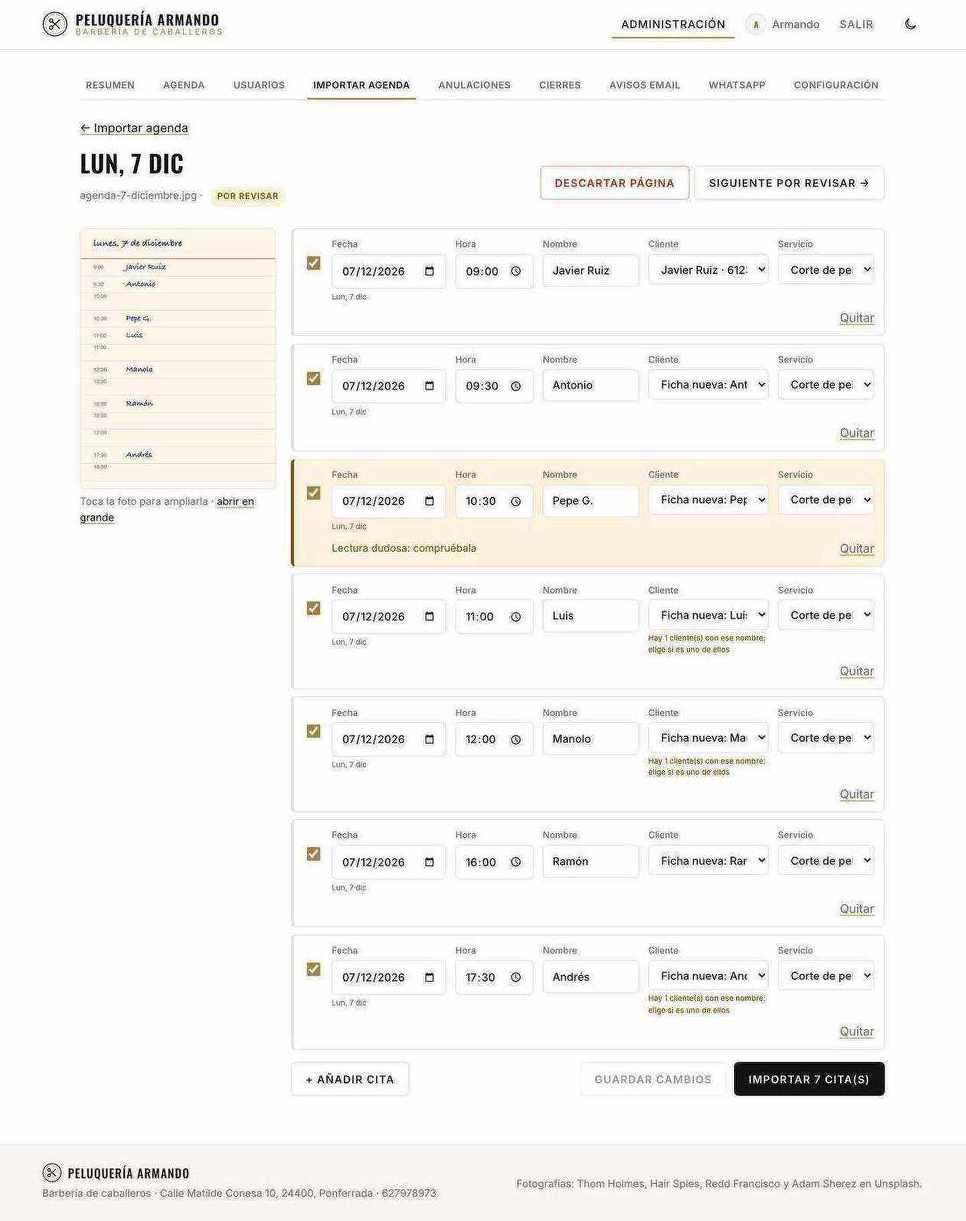 PELUQUERÍA ARMANDO
BARBERÍA DE CABALLEROS
ADMINISTRACIÓN
A
Armando
SALIR
RESUMEN
AGENDA
USUARIOS
IMPORTAR AGENDA
ANULACIONES
CIERRES
AVISOS EMAIL
WHATSAPP
CONFIGURACIÓN
← Importar agenda
LUN, 7 DIC
agenda-7-diciembre.jpg ·
POR REVISAR
DESCARTAR PÁGINA
SIGUIENTE POR REVISAR →
lunes, 7 de diciembre
9:00 Javier Ruiz
9:30 Antonio
10:00
10:30 Pepe G.
11:00 Luis
Manolo
Ramón
17:30 Andrés
Toca la foto para ampliarla · abrir en
grande
Fecha Hora Nombre Cliente Servicio
07/12/2026 09:00 Javier Ruiz Javier Ruiz · 612 Corte de pe
Lun, 7 dic
Quitar
Fecha Hora Nombre Cliente Servicio
07/12/2026 09:30 Antonio Ficha nueva: Ant Corte de pe
Lun, 7 dic
Quitar
Fecha Hora Nombre Cliente Servicio
07/12/2026 10:30 Pepe G. Ficha nueva: Pep Corte de pe
Lun, 7 dic
Lectura dudosa: compruébala
Quitar
Fecha Hora Nombre Cliente Servicio
07/12/2026 11:00 Luis Ficha nueva: Luis Corte de pe
Lun, 7 dic
Hay 1 cliente(s) con ese nombre;
elige si es uno de ellos
Quitar
Fecha Hora Nombre Cliente Servicio
07/12/2026 12:00 Manolo Ficha nueva: Ma Corte de pe
Lun, 7 dic
Hay 1 cliente(s) con ese nombre;
elige si es uno de ellos
Quitar
Fecha Hora Nombre Cliente Servicio
07/12/2026 16:00 Ramón Ficha nueva: Rar Corte de pe
Lun, 7 dic
Quitar
Fecha Hora Nombre Cliente Servicio
07/12/2026 17:30 Andrés Ficha nueva: Anc Corte de pe
Lun, 7 dic
Hay 1 cliente(s) con ese nombre;
elige si es uno de ellos
Quitar
+ AÑADIR CITA
GUARDAR CAMBIOS
IMPORTAR 7 CITA(S)
PELUQUERÍA ARMANDO
Barbería de caballeros · Calle Matilde Conesa 10, 24400, Ponferrada · 627978973
Fotografías: Thom Holmes, Hair Spies, Redd Francisco y Adam Sherez en Unsplash.